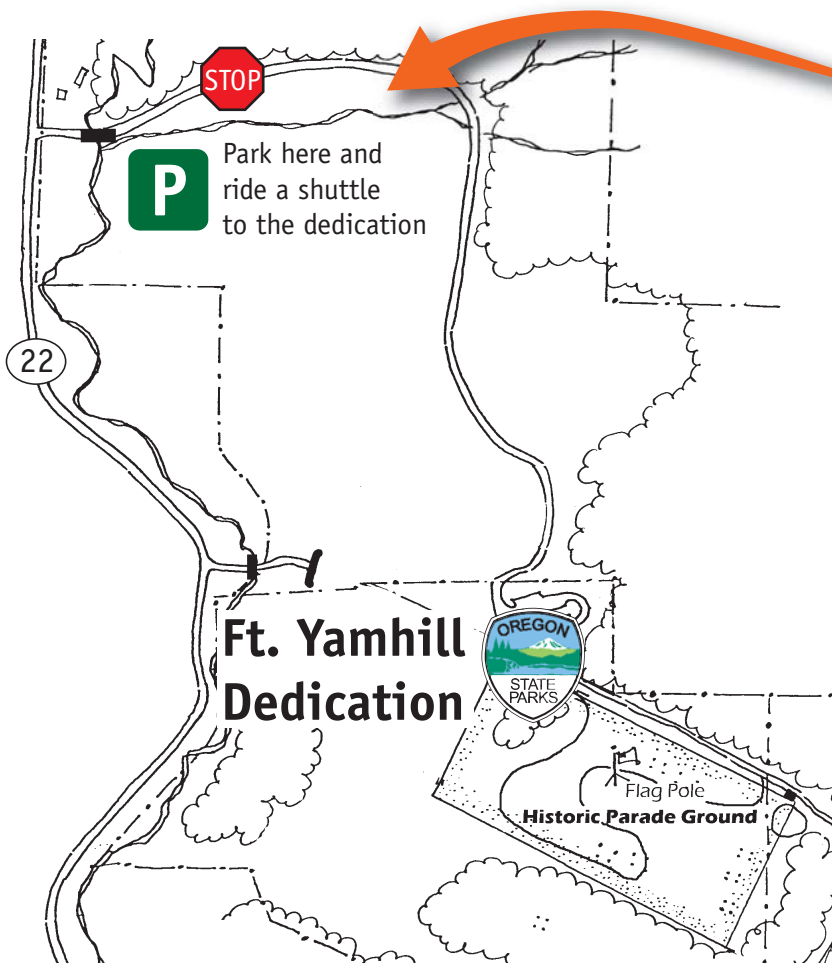 STOP
P
Park here and
ride a shuttle
to the dedication
22
Ft. Yamhill
Dedication
OREGON
STATE
PARKS
Flag Pole
Historic Parade Ground